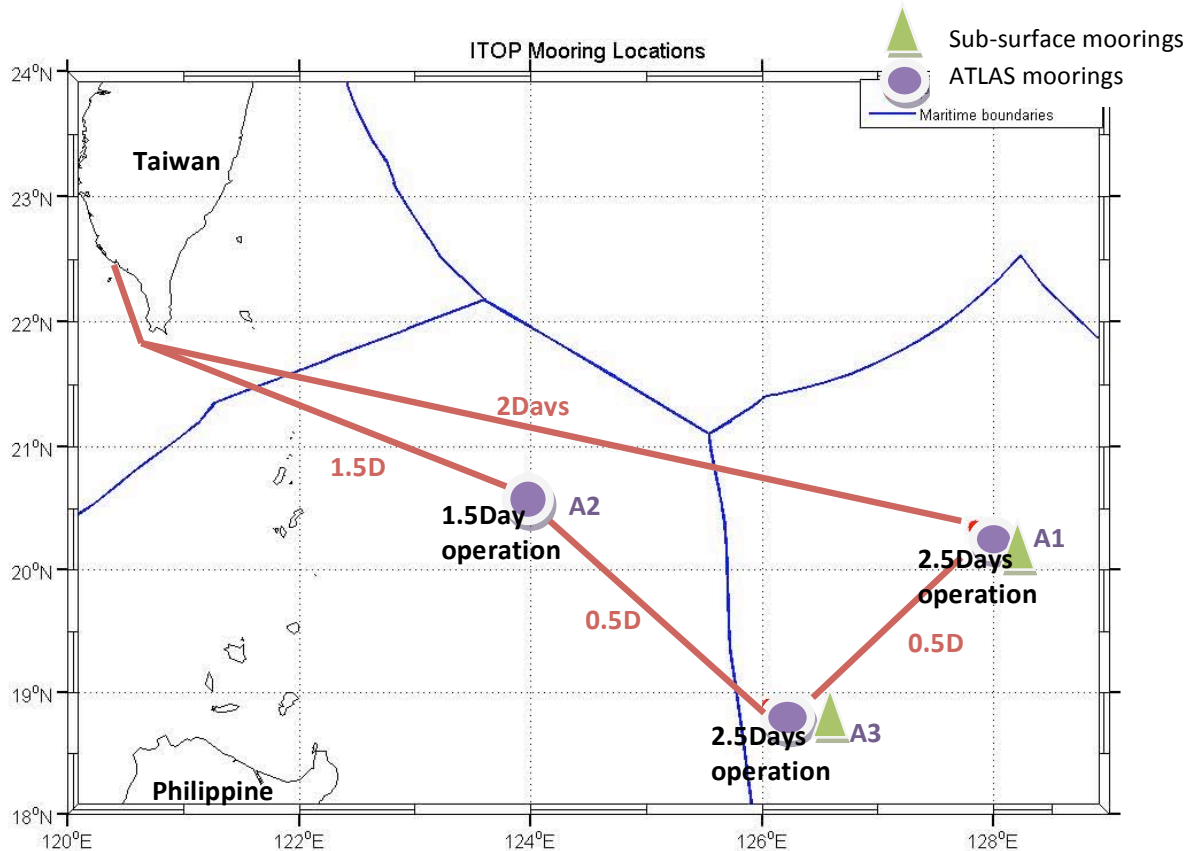 Sub-surface moorings
ITOP Mooring Locations
ATLAS moorings
Maritime boundaries
24°N
23°N
22°N
21°N
20°N
19°N
18°N
Taiwan
2Days
1.5D
A2
1.5Day
operation
A1
2.5Days
operation
0.5D
0.5D
A3
2.5Days
operation
Philippine
120°E
122°E
124°E
126°E
128°E